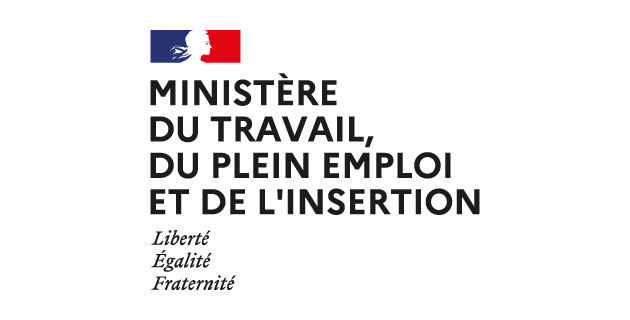 MINISTÈRE
DU TRAVAIL,
DU PLEIN EMPLOI
ET DE L'INSERTION
Liberté
Égalité
Fraternité